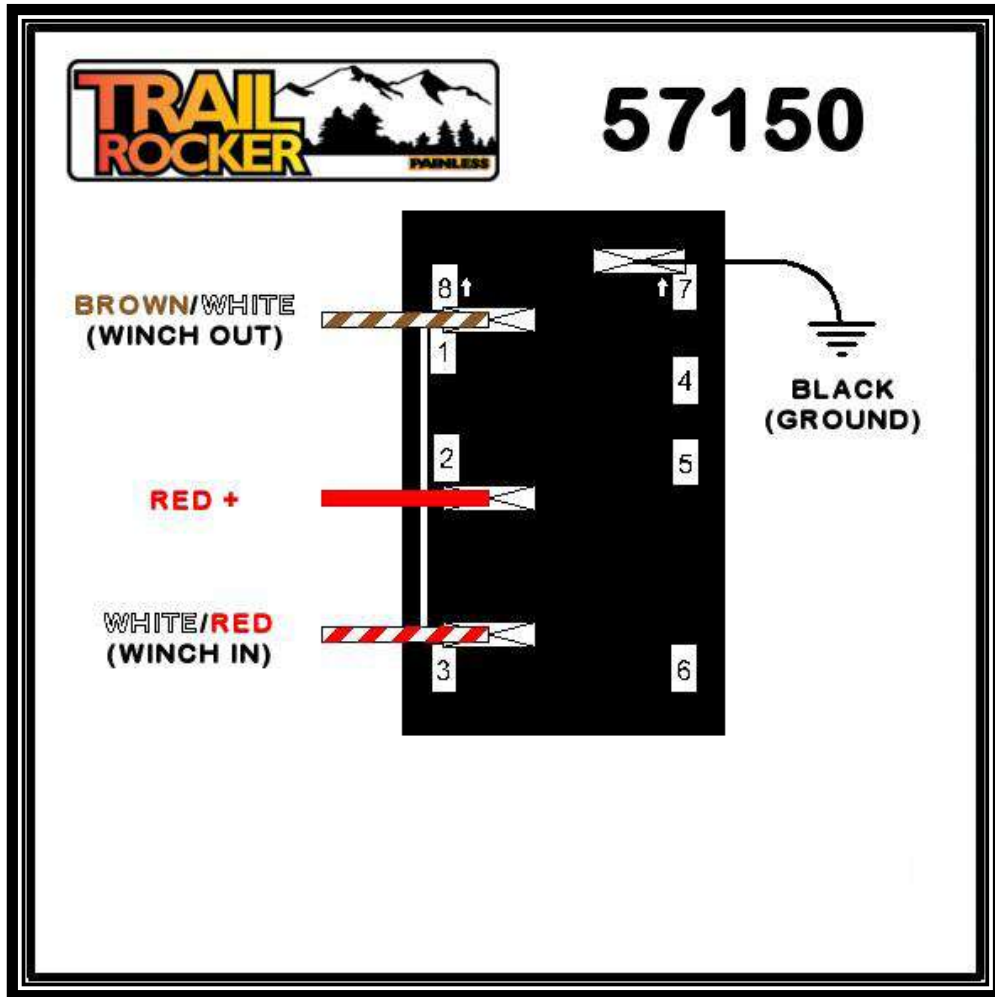 TRAIL
ROCKER
PAINLESS
57150
8
7
BROWN/WHITE
(WINCH OUT)
1
4
BLACK
(GROUND)
2
5
RED +
WHITE/RED
(WINCH IN)
3
6